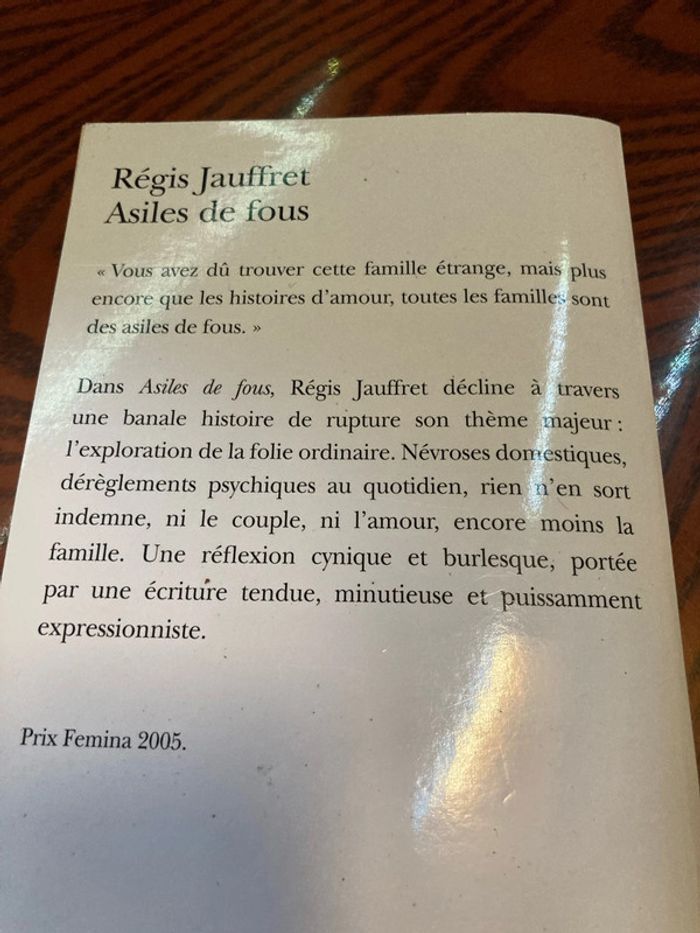 Régis Jauffret
Asiles de fous
« Vous avez dû trouver cette famille étrange, mais plus
encore que les histoires d’amour, toutes les familles sont
des asiles de fous. »
Dans Asiles de fous, Régis Jauffret décline à travers
une banale histoire de rupture son thème majeur :
l’exploration de la folie ordinaire. Névroses domestiques,
dérèglements psychiques au quotidien, rien n’en sort
indemne, ni le couple, ni l’amour, encore moins la
famille. Une réflexion cynique et burlesque, portée
par une écriture tendue, minutieuse et puissamment
expressionniste.
Prix Femina 2005.